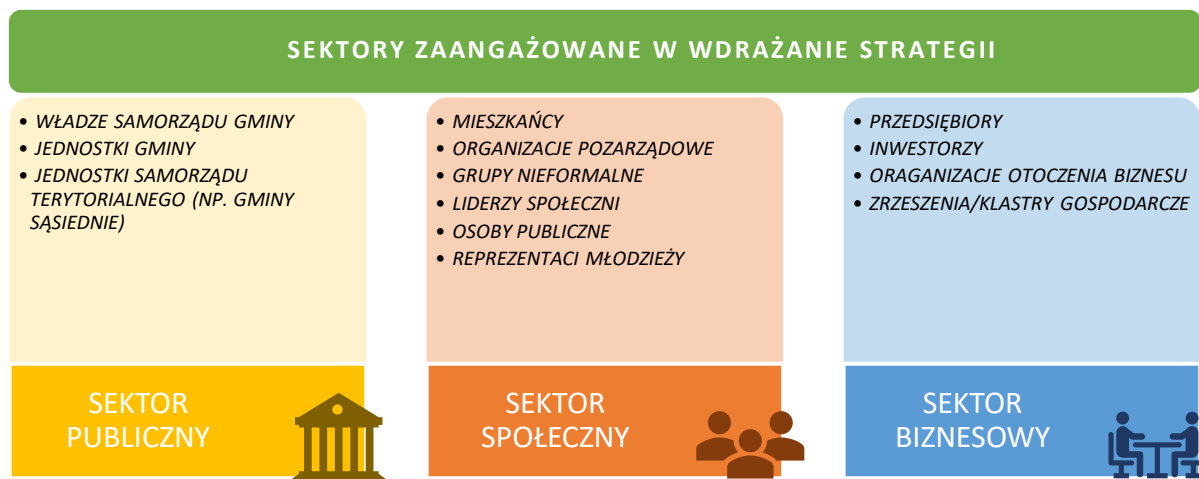 SEKTORY ZAANGAŻOWANE W WDRAŻANIE STRATEGII
• WŁADZE SAMORZĄDU GMINY
• JEDNOSTKI GMINY
• JEDNOSTKI SAMORZĄDU
TERYTORIALNEGO (NP. GMINY
SĄSIEDNIE)
SEKTOR
PUBLICZNY
• MIESZKAŃCY
• ORGANIZACJE POZARZĄDOWE
• GRUPY NIEFORMALNE
• LIDERZY SPOŁECZNI
• OSOBY PUBLICZNE
• REPREZENTACI MŁODZIEŻY
SEKTOR
SPOŁECZNY
• PRZEDSIĘBIORY
• INWESTORZY
• ORAGANIZACJE OTOCZENIA BIZNESU
• ZRZESZENIA/KLASTRY GOSPODARCZE
SEKTOR
BIZNESOWY